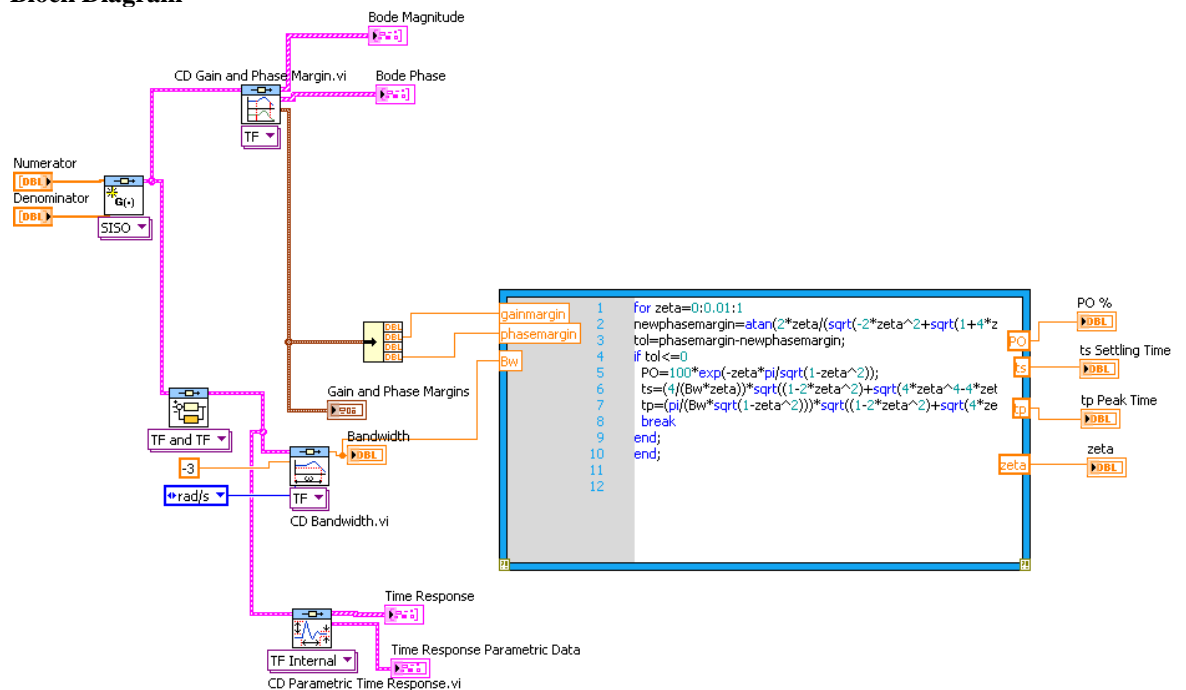 Block Diagram
Bode Magnitude
CD Gain and Phase Margin.vi
Bode Phase
TF
Numerator
[DBL]
Denominator
[DBL]
G(·)
SISO
gainmargin
phasemargin
Bw
DBL
DBL
DBL
DBL
Gain and Phase Margins
TF and TF
Bandwidth
DBL
-3
rad/s
ω
TF
CD Bandwidth.vi
1 for zeta=0:0.01:1
2 newphasemargin=atan(2*zeta/(sqrt(-2*zeta^2+sqrt(1+4*z
3 tol=phasemargin-newphasemargin;
4 if tol<=0
5 PO=100*exp(-zeta*pi/sqrt(1-zeta^2));
6 ts=(4/(Bw*zeta))*sqrt((1-2*zeta^2)+sqrt(4*zeta^4-4*zet
7 tp=(pi/(Bw*sqrt(1-zeta^2)))*sqrt((1-2*zeta^2)+sqrt(4*ze
8 break
9 end;
10 end;
11
12
PO
ts
tp
zeta
PO %
DBL
ts Settling Time
DBL
tp Peak Time
DBL
zeta
DBL
Time Response
TF Internal
Time Response Parametric Data
CD Parametric Time Response.vi